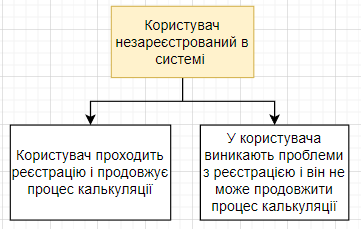 Користувач
незареєстрований в
системі
Користувач проходить
реєстрацію і продовжує
процес калькуляції
У користувача
виникають проблеми
з реєстрацією і він не
може продовжити
процес калькуляції